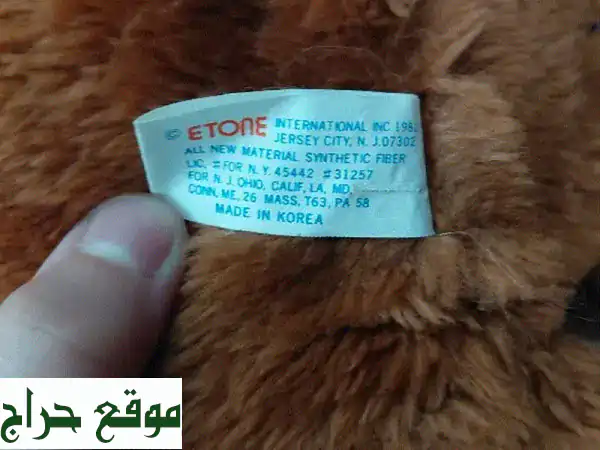 © ETONE INTERNATIONAL INC 198
JERSEY CITY, N. J.07302
ALL NEW MATERIAL SYNTHETIC FIBER
LIC, # FOR N. Y. 45442 #31257
FOR N. J. OHIO, CALIF, LA, MD,
CONN, ME, 26 MASS, T63, PA 58
MADE IN KOREA
موقع حراج